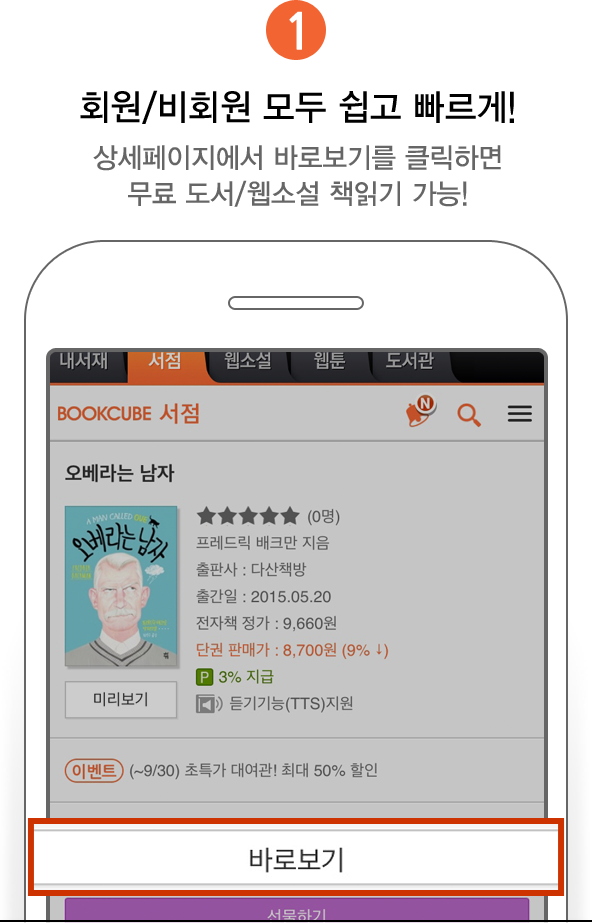 1
회원/비회원 모두 쉽고 빠르게!
상세페이지에서 바로보기를 클릭하면
무료 도서/웹소설 책읽기 가능!
내서재 서점 웹소설 웹툰 도서관
BOOKCUBE 서점 N
오베라는 남자
A MAN CALLED OVE
오베라는 남자
★★★★★ (0명)
프레드릭 배크만 지음
출판사 : 다산책방
출간일 : 2015.05.20
전자책 정가 : 9,660원
단권 판매가 : 8,700원 (9% ↓)
P 3% 지급
미리보기
듣기기능(TTS)지원
이벤트 (~9/30) 초특가 대여관! 최대 50% 할인
바로보기
선물하기